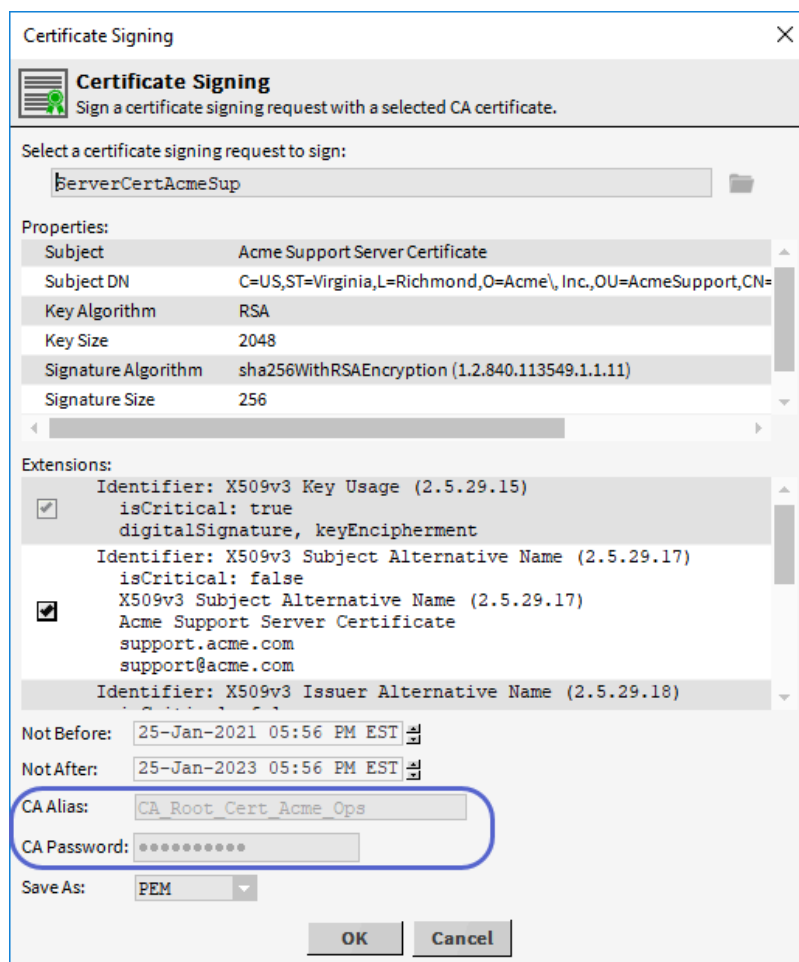 Certificate Signing
Certificate Signing
Sign a certificate signing request with a selected CA certificate.
Select a certificate signing request to sign:
ServerCertAcmeSup
Properties:
Subject Acme Support Server Certificate
Subject DN C=US,ST=Virginia,L=Richmond,O=Acme\, Inc.,OU=AcmeSupport,CN=
Key Algorithm RSA
Key Size 2048
Signature Algorithm sha256WithRSAEncryption (1.2.840.113549.1.1.11)
Signature Size 256
Extensions:
Identifier: X509v3 Key Usage (2.5.29.15)
isCritical: true
digitalSignature, keyEncipherment
Identifier: X509v3 Subject Alternative Name (2.5.29.17)
isCritical: false
X509v3 Subject Alternative Name (2.5.29.17)
Acme Support Server Certificate
support.acme.com
support@acme.com
Identifier: X509v3 Issuer Alternative Name (2.5.29.18)
Not Before: 25-Jan-2021 05:56 PM EST
Not After: 25-Jan-2023 05:56 PM EST
CA Alias: CA_Root_Cert_Acme_Ops
CA Password: ●●●●●●●●●●
Save As: PEM
OK Cancel